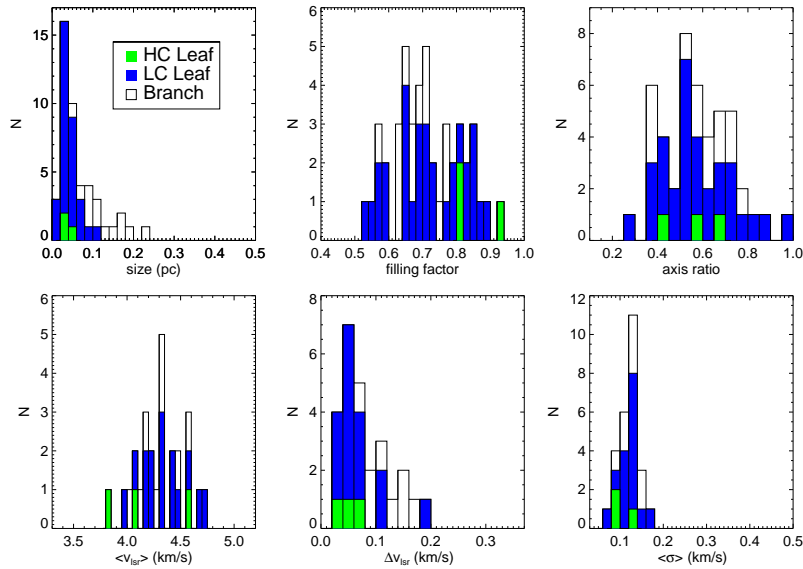 15
10
5
0
N
HC Leaf
LC Leaf
Branch
0.0 0.1 0.2 0.3 0.4 0.5
size (pc)
6
5
4
3
2
1
0
N
0.4 0.5 0.6 0.7 0.8 0.9 1.0
filling factor
8
6
4
2
0
N
0.4 0.6 0.8 1.0
axis ratio
6
5
4
3
2
1
0
N
3.5 4.0 4.5 5.0
<v_lsr> (km/s)
8
6
4
2
0
N
0.0 0.1 0.2 0.3
Δv_lsr (km/s)
12
10
8
6
4
2
0
N
0.1 0.2 0.3 0.4 0.5
<σ> (km/s)